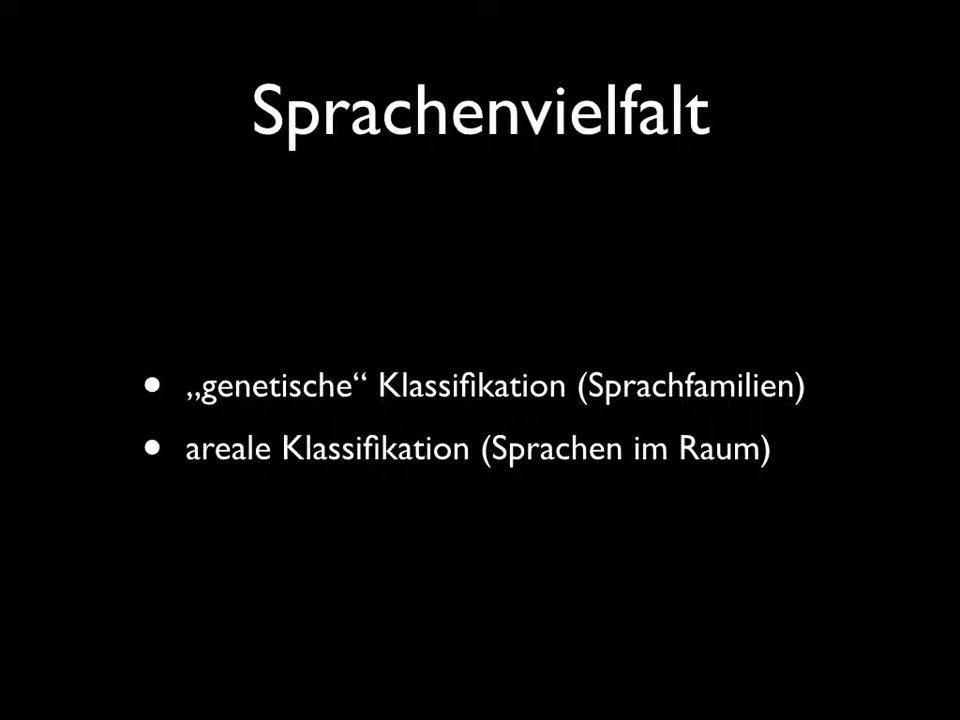 Sprachenvielfalt
• „genetische“ Klassifikation (Sprachfamilien)
• areale Klassifikation (Sprachen im Raum)